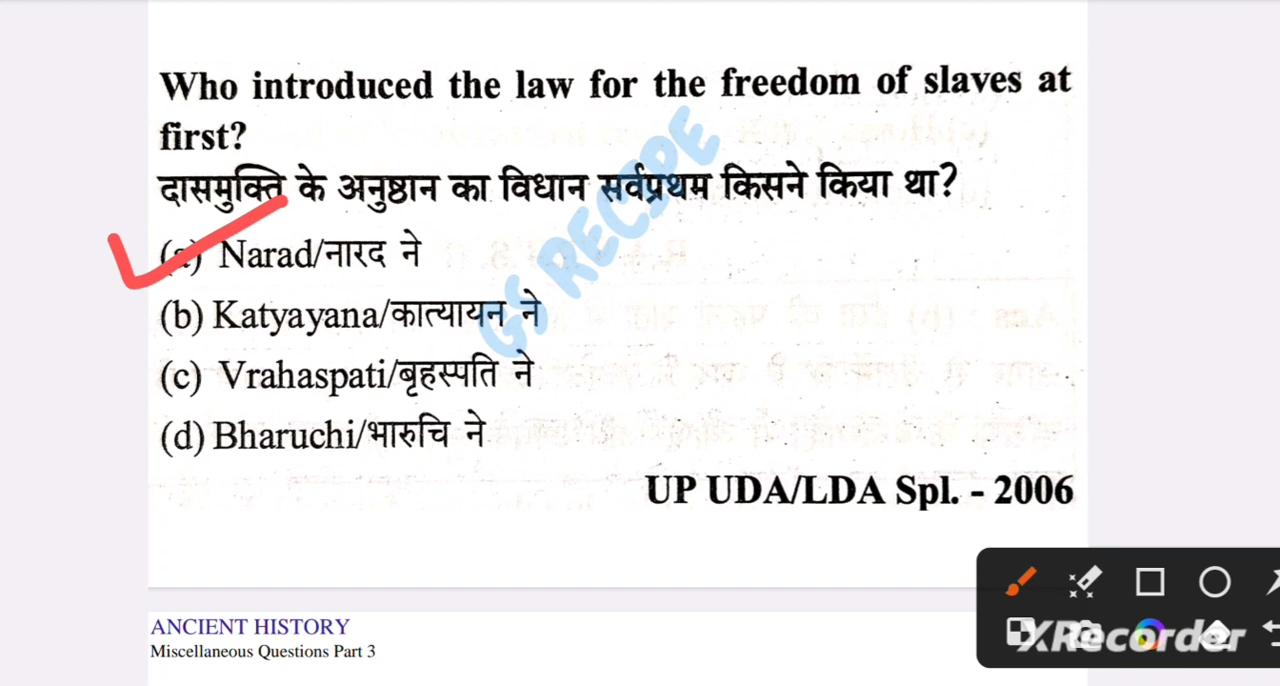 Who introduced the law for the freedom of slaves at
first?
दासमुक्ति के अनुष्ठान का विधान सर्वप्रथम किसने किया था?
(a) Narad/नारद ने
(b) Katyayana/कात्यायन ने
(c) Vrahaspati/बृहस्पति ने
(d) Bharuchi/भारुचि ने
GS RECIPE
UP UDA/LDA Spl. - 2006
ANCIENT HISTORY
Miscellaneous Questions Part 3
XRecorder